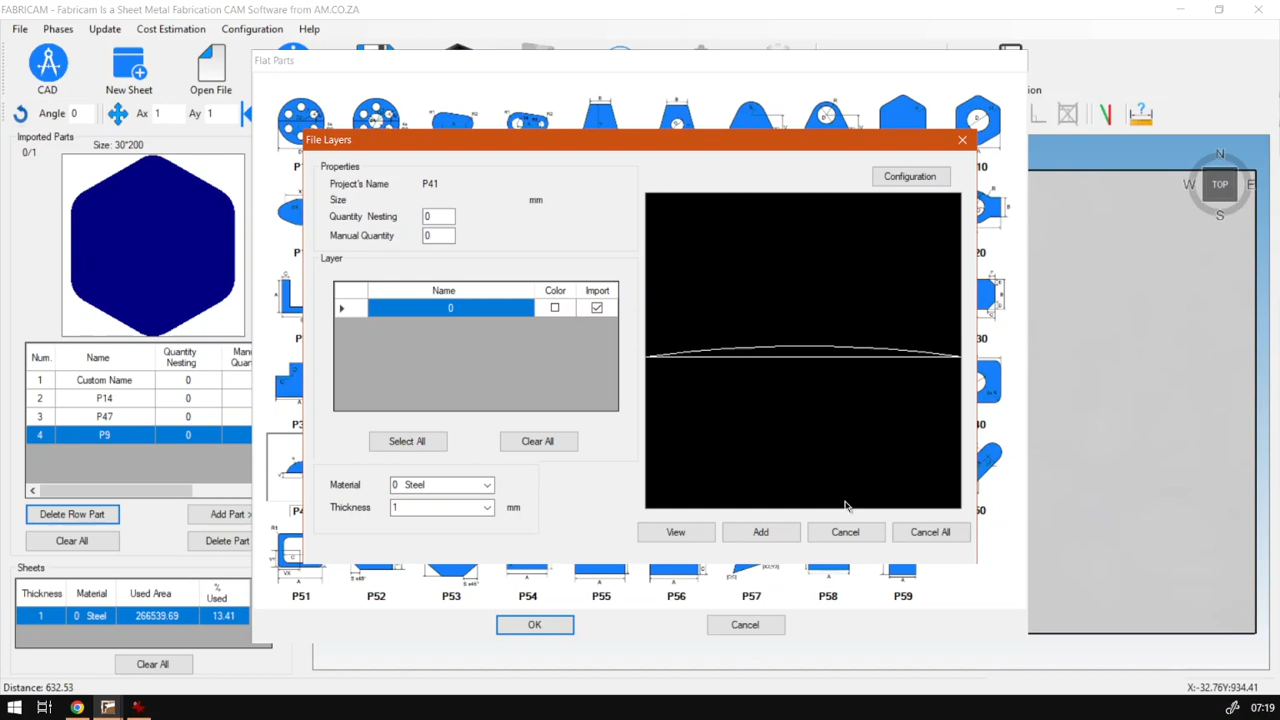 FABRICAM - Fabricam Is a Sheet Metal Fabrication CAM Software from AM.CO.ZA
File Phases Update Cost Estimation Configuration Help
CAD New Sheet Open File
Angle 0 Ax 1 Ay 1
Flat Parts
Imported Parts
0/1 Size: 30*200
N
W TOP E
S
File Layers
Properties
Project's Name P41
Size mm
Quantity Nesting 0
Manual Quantity 0
Configuration
Layer
Name Color Import
0
Select All Clear All
Material 0 Steel
Thickness 1 mm
View Add Cancel Cancel All
Num. Name Quantity Nesting
1 Custom Name 0
2 P14 0
3 P47 0
4 P9 0
Delete Row Part Add Part >
Clear All Delete Part
Sheets
Thickness Material Used Area % Used
1 0 Steel 266539.69 13.41
Clear All
P51 P52 P53 P54 P55 P56 P57 P58 P59
OK Cancel
Distance: 632.53 X:-32.76Y:934.41
07:19